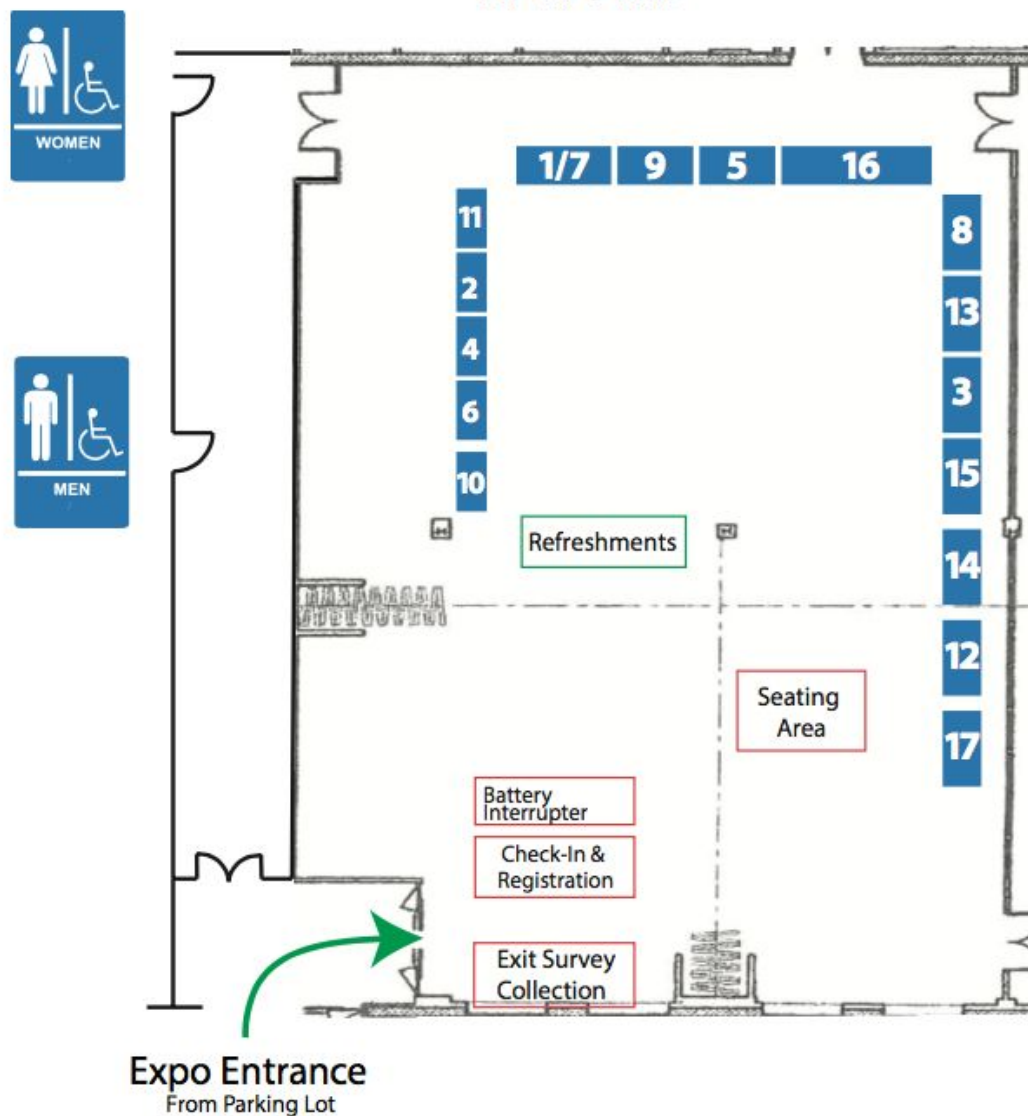 WOMEN
1/7
9
5
16
11
2
4
6
10
8
13
3
15
14
12
17
MEN
Refreshments
Seating
Area
Battery
Interrupter
Check-In &
Registration
Exit Survey
Collection
Expo Entrance
From Parking Lot